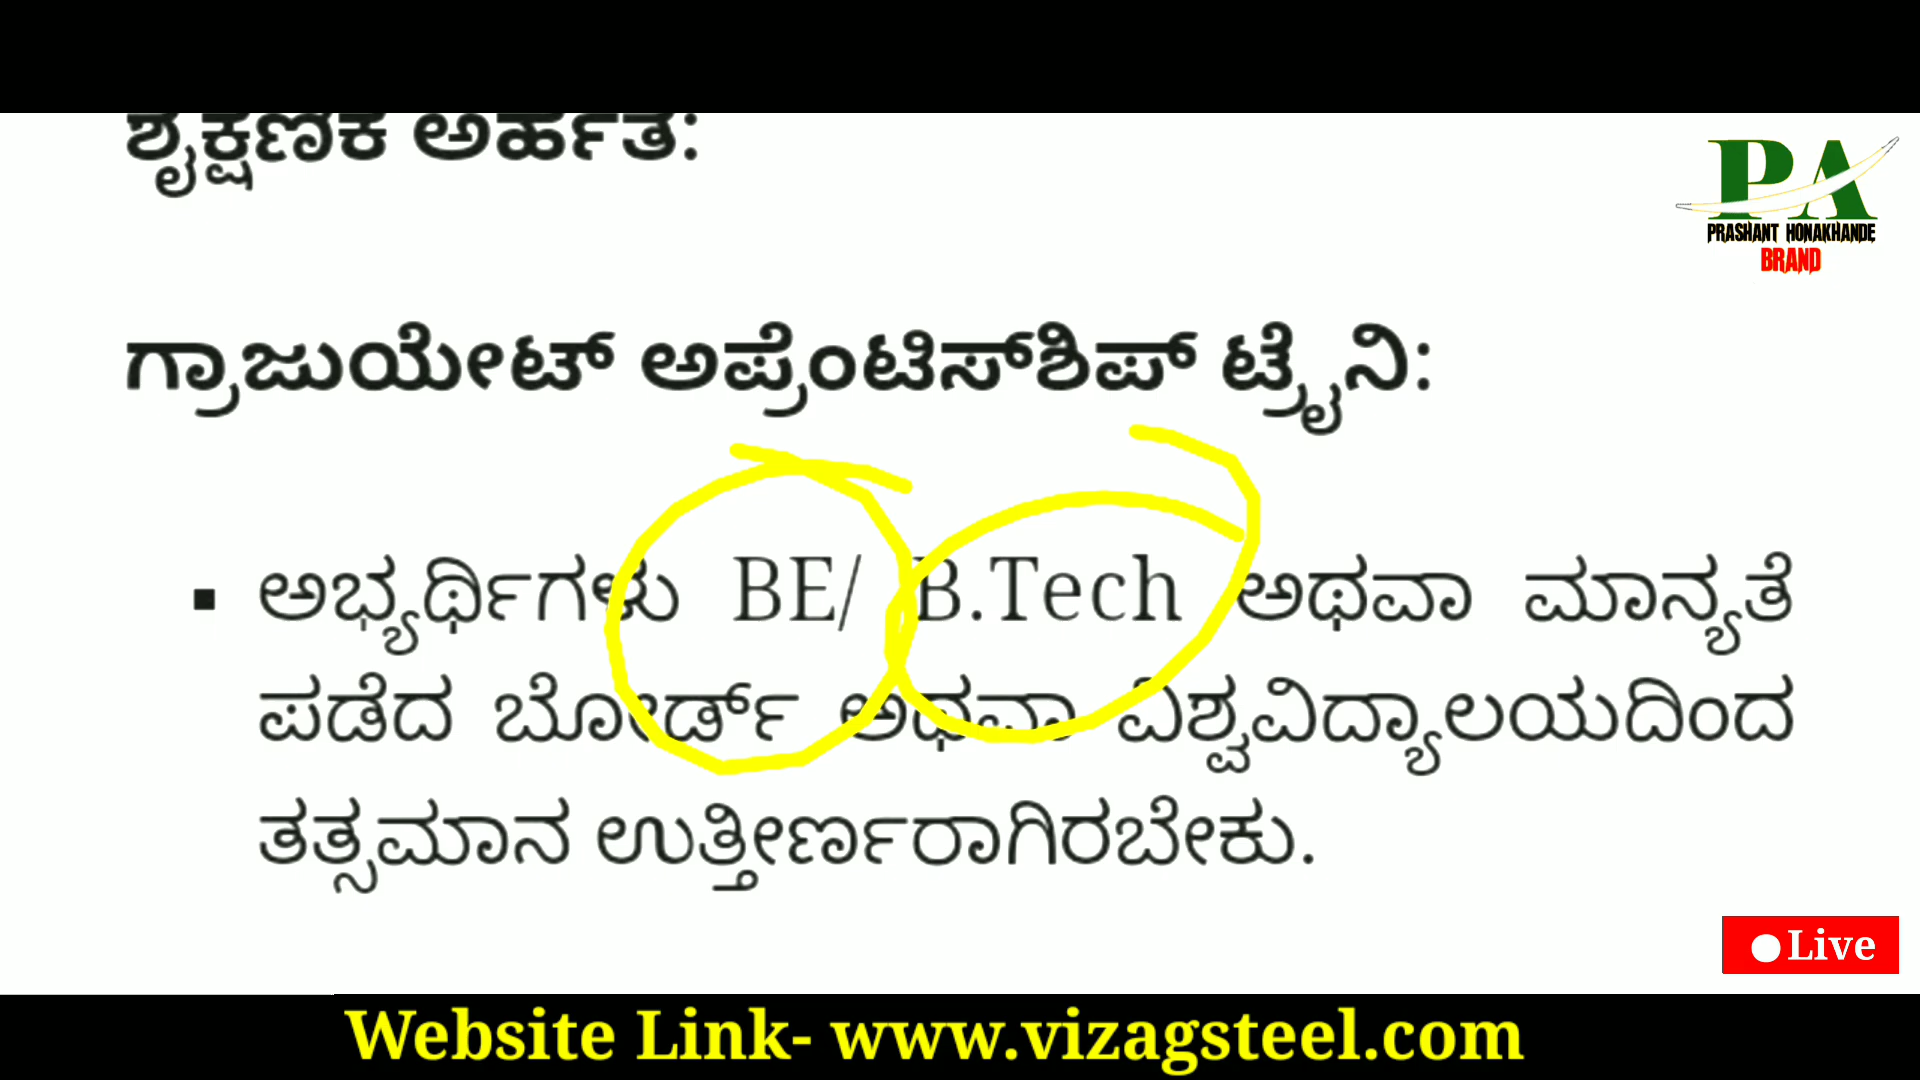 ಶೈಕ್ಷಣಿಕ ಅರ್ಹತೆ:
PA
PRASHANT HONAKHANDE
BRAND
ಗ್ರಾಜುಯೇಟ್ ಅಪ್ರೆಂಟಿಸ್‌ಶಿಪ್ ಟ್ರೈನಿ:
▪ ಅಭ್ಯರ್ಥಿಗಳು BE/ B.Tech ಅಥವಾ ಮಾನ್ಯತೆ
ಪಡೆದ ಬೋರ್ಡ್ ಅಥವಾ ವಿಶ್ವವಿದ್ಯಾಲಯದಿಂದ
ತತ್ಸಮಾನ ಉತ್ತೀರ್ಣರಾಗಿರಬೇಕು.
Live
Website Link- www.vizagsteel.com